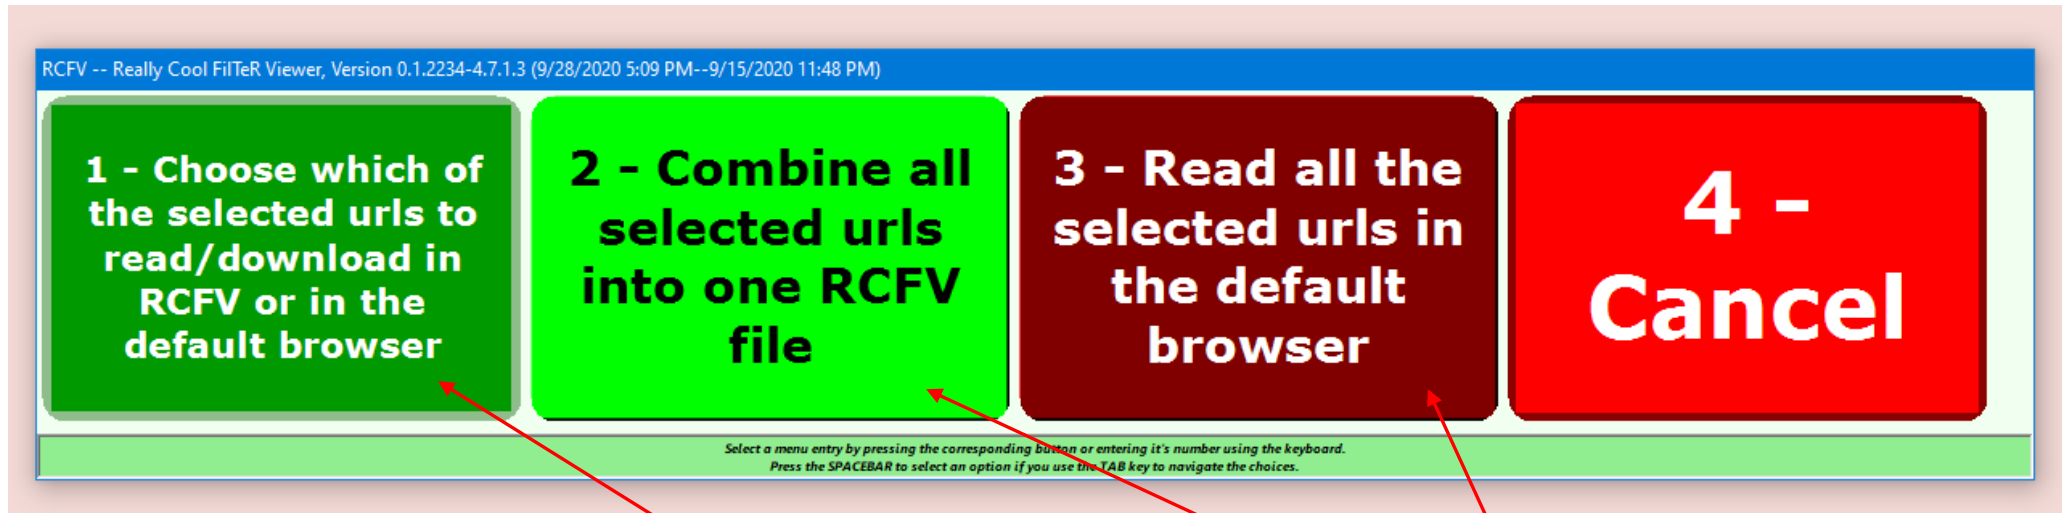 RCFV -- Really Cool FilTeR Viewer, Version 0.1.2234-4.7.1.3 (9/28/2020 5:09 PM--9/15/2020 11:48 PM)
1 - Choose which of
the selected urls to
read/download in
RCFV or in the
default browser
2 - Combine all
selected urls
into one RCFV
file
3 - Read all the
selected urls in
the default
browser
4 -
Cancel
Select a menu entry by pressing the corresponding button or entering it's number using the keyboard.
Press the SPACEBAR to select an option if you use the TAB key to navigate the choices.